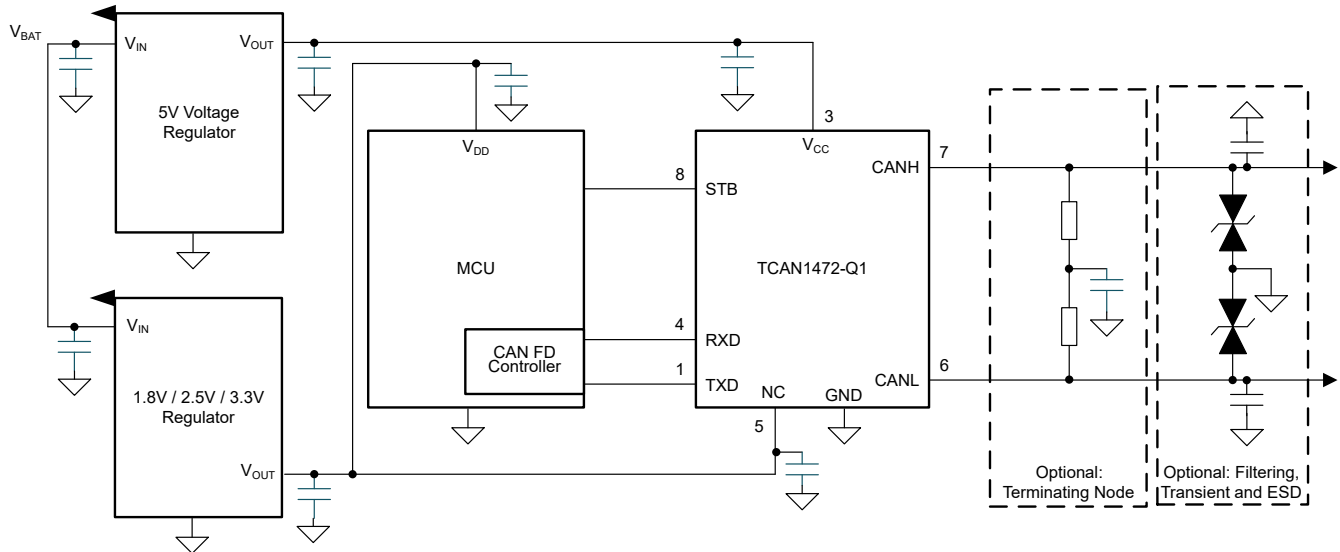 V_BAT
V_IN
V_OUT
5V Voltage
Regulator
V_IN
1.8V / 2.5V / 3.3V
Regulator
V_OUT
V_DD
MCU
CAN FD
Controller
8
4
1
3
V_CC
STB
TCAN1472-Q1
RXD
TXD
NC
GND
5
CANH
7
CANL
6
Optional:
Terminating Node
Optional: Filtering,
Transient and ESD